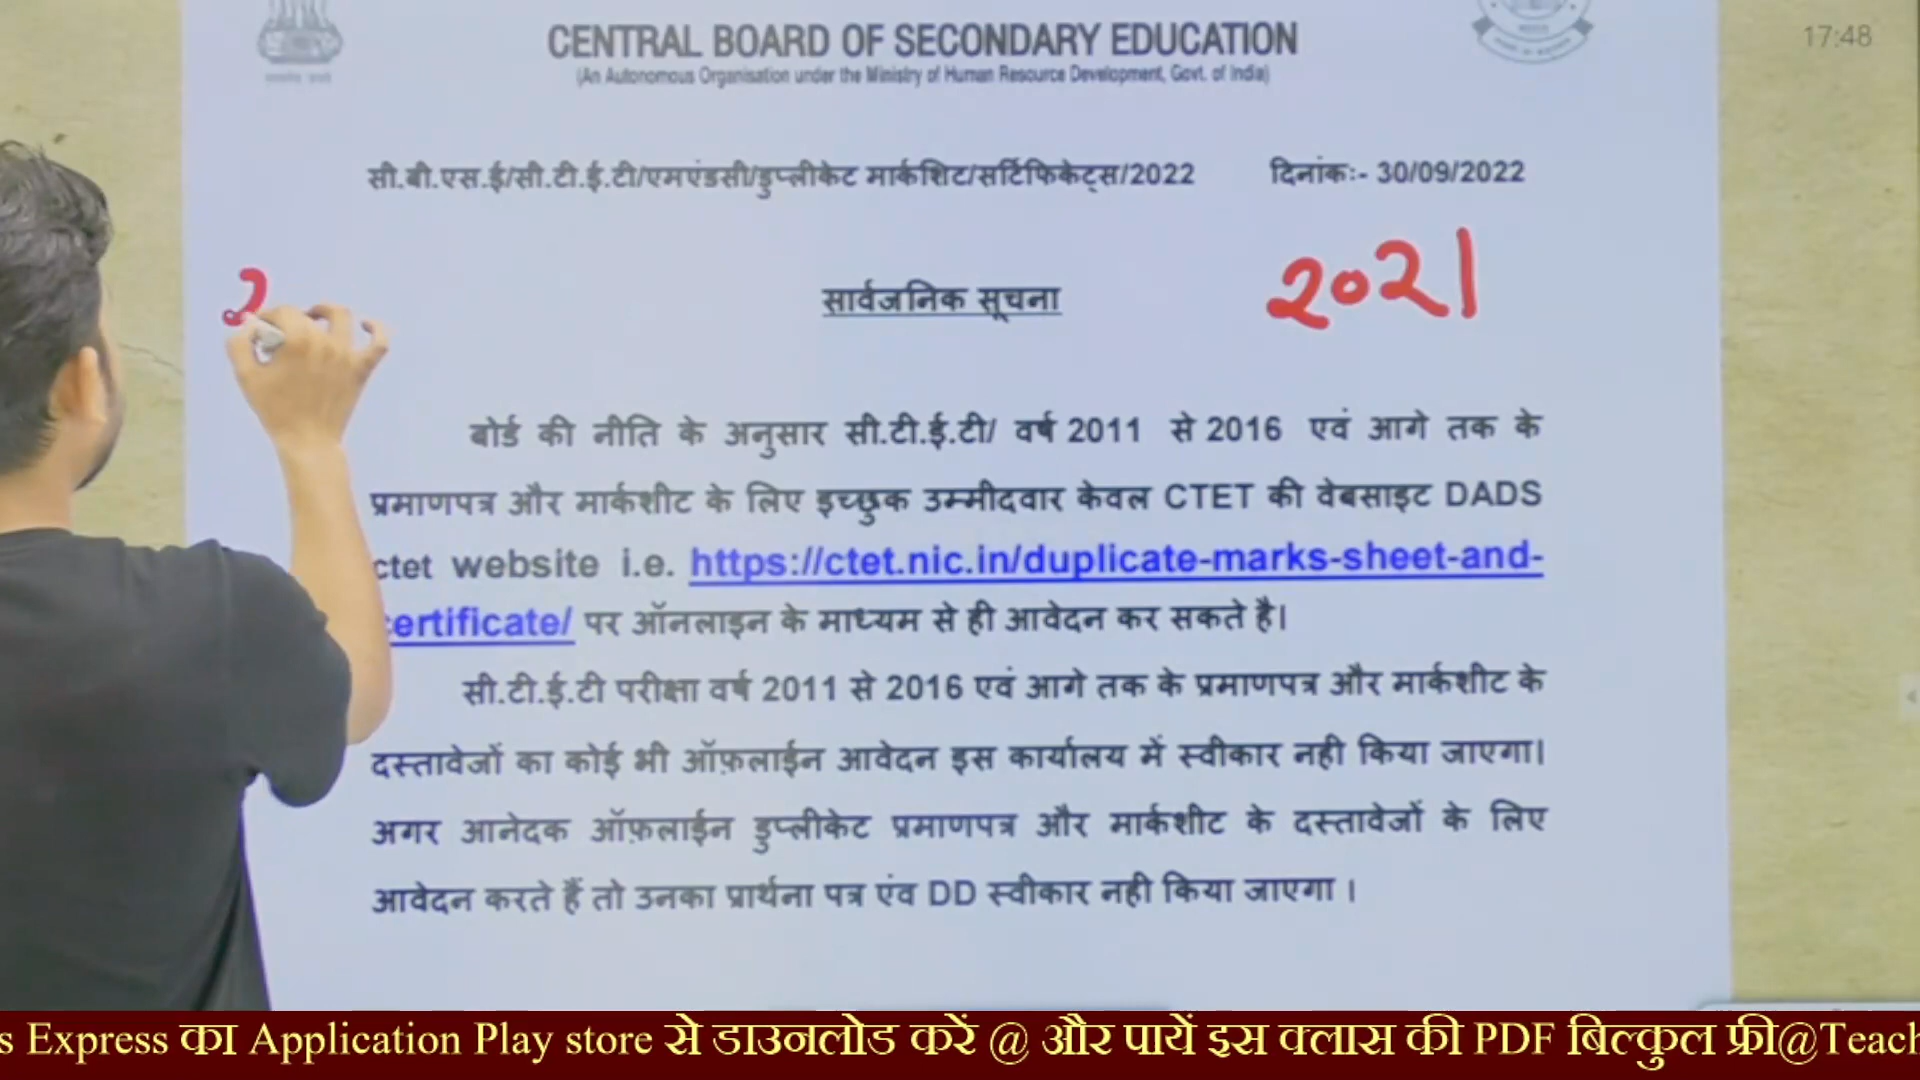 CENTRAL BOARD OF SECONDARY EDUCATION
17:48
(An Autonomous Organisation under the Ministry of Human Resource Development, Govt. of India)
सी.बी.एस.ई/सी.टी.ई.टी/एमएंडसी/डुप्लीकेट मार्कशिट/सर्टिफिकेट्स/2022 दिनांकः- 30/09/2022
2021
2
सार्वजनिक सूचना
बोर्ड की नीति के अनुसार सी.टी.ई.टी/ वर्ष 2011 से 2016 एवं आगे तक के
प्रमाणपत्र और मार्कशीट के लिए इच्छुक उम्मीदवार केवल CTET की वेबसाइट DADS
ctet website i.e. https://ctet.nic.in/duplicate-marks-sheet-and-
certificate/ पर ऑनलाइन के माध्यम से ही आवेदन कर सकते है।
सी.टी.ई.टी परीक्षा वर्ष 2011 से 2016 एवं आगे तक के प्रमाणपत्र और मार्कशीट के
दस्तावेजों का कोई भी ऑफ़लाईन आवेदन इस कार्यालय में स्वीकार नही किया जाएगा।
अगर आनेदक ऑफ़लाईन डुप्लीकेट प्रमाणपत्र और मार्कशीट के दस्तावेजों के लिए
आवेदन करते हैं तो उनका प्रार्थना पत्र एंव DD स्वीकार नही किया जाएगा ।
s Express का Application Play store से डाउनलोड करें @ और पायें इस क्लास की PDF बिल्कुल फ्री@Teach